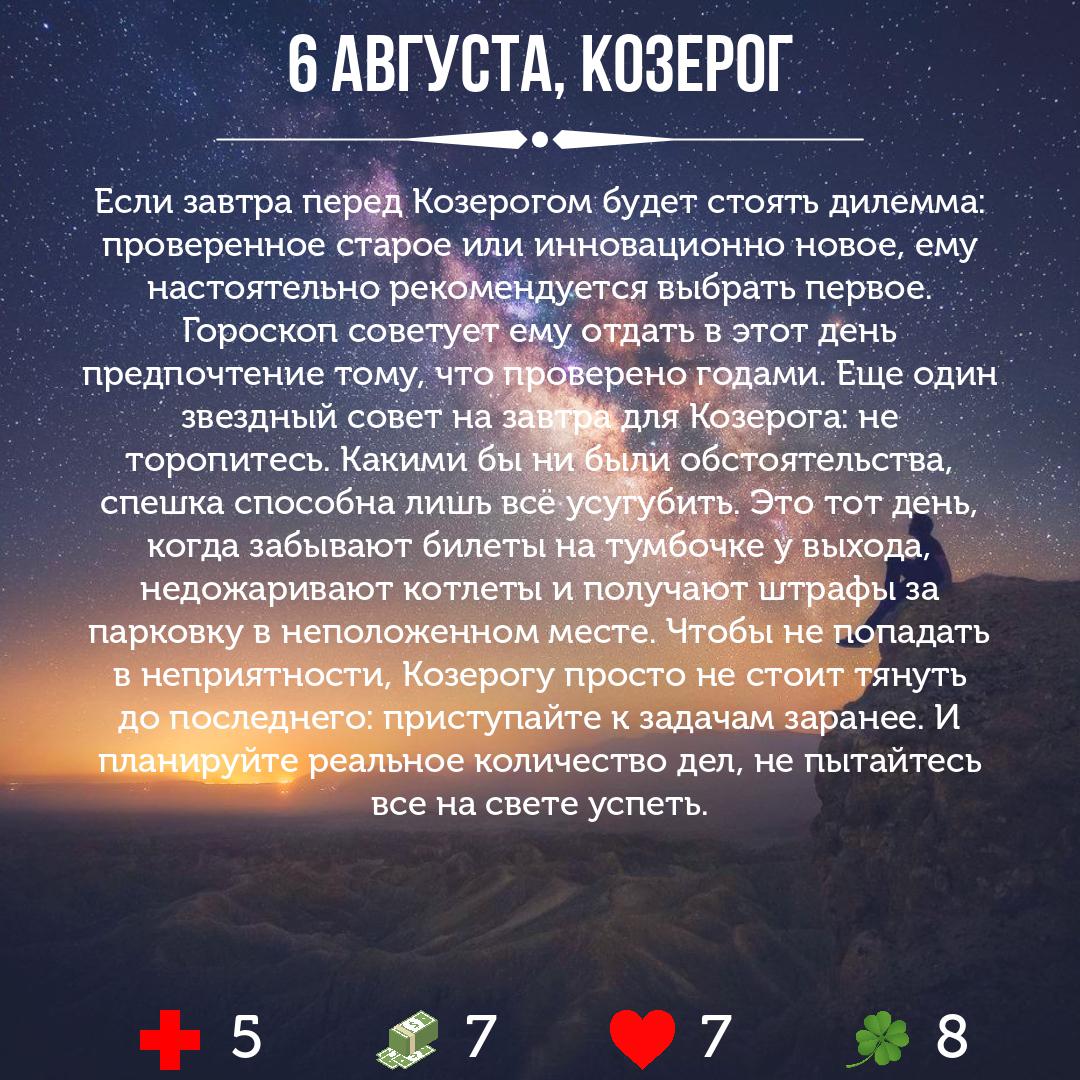 6 АВГУСТА, КОЗЕРОГ
Если завтра перед Козерогом будет стоять дилемма:
проверенное старое или инновационно новое, ему
настоятельно рекомендуется выбрать первое.
Гороскоп советует ему отдать в этот день
предпочтение тому, что проверено годами. Еще один
звездный совет на завтра для Козерога: не
торопитесь. Какими бы ни были обстоятельства,
спешка способна лишь всё усугубить. Это тот день,
когда забывают билеты на тумбочке у выхода,
недожаривают котлеты и получают штрафы за
парковку в неположенном месте. Чтобы не попадать
в неприятности, Козерогу просто не стоит тянуть
до последнего: приступайте к задачам заранее. И
планируйте реальное количество дел, не пытайтесь
все на свете успеть.
5 7 7 8